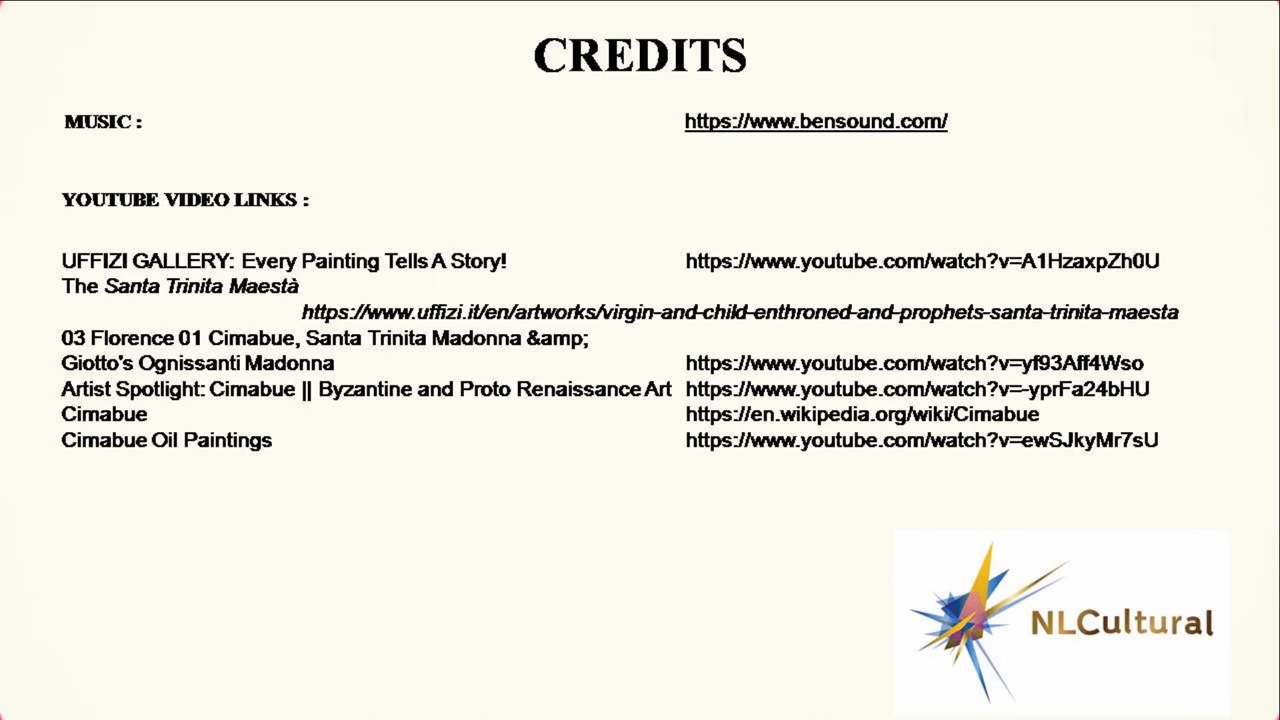 CREDITS
MUSIC : https://www.bensound.com/
YOUTUBE VIDEO LINKS :
UFFIZI GALLERY: Every Painting Tells A Story! https://www.youtube.com/watch?v=A1HzaxpZh0U
The Santa Trinita Maestà
https://www.uffizi.it/en/artworks/virgin-and-child-enthroned-and-prophets-santa-trinita-maesta
03 Florence 01 Cimabue, Santa Trinita Madonna &amp;
Giotto's Ognissanti Madonna https://www.youtube.com/watch?v=yf93Aff4Wso
Artist Spotlight: Cimabue || Byzantine and Proto Renaissance Art https://www.youtube.com/watch?v=-yprFa24bHU
Cimabue https://en.wikipedia.org/wiki/Cimabue
Cimabue Oil Paintings https://www.youtube.com/watch?v=ewSJkyMr7sU
NLCultural